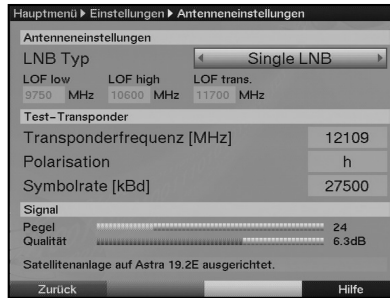 Hauptmenü ▶ Einstellungen ▶ Antenneneinstellungen
Antenneneinstellungen
LNB Typ ◀ Single LNB ▶
LOF low LOF high LOF trans.
9750 MHz 10600 MHz 11700 MHz
Test-Transponder
Transponderfrequenz [MHz] 12109
Polarisation h
Symbolrate [kBd] 27500
Signal
Pegel 24
Qualität 6.3dB
Satellitenanlage auf Astra 19.2E ausgerichtet.
Zurück Hilfe